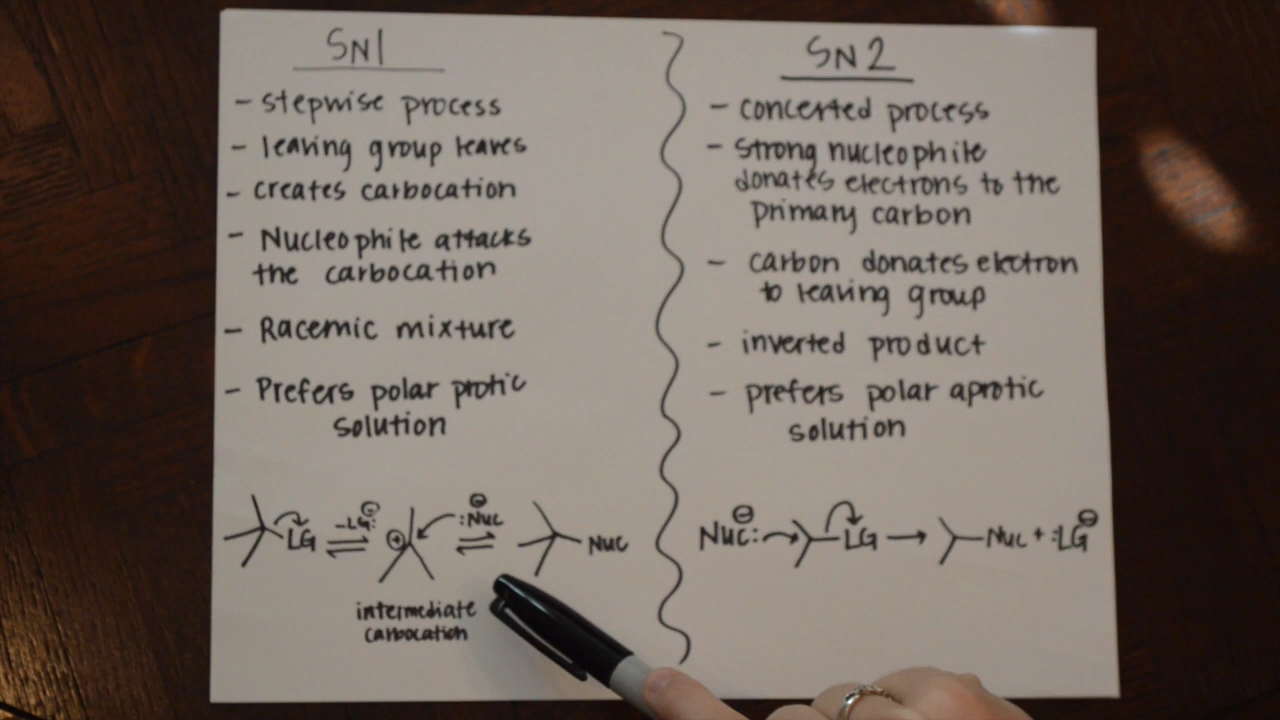 SN1
- stepwise process
- leaving group leaves
- creates carbocation
- Nucleophile attacks
the carbocation
- Racemic mixture
- Prefers polar protic
solution
LG -LG:⊖ ⊕ ⊖:Nuc Nuc
intermediate
carbocation
SN2
- concerted process
- strong nucleophile
donates electrons to the
primary carbon
- carbon donates electron
to leaving group
- inverted product
- prefers polar aprotic
solution
Nuc:⊖ LG → Nuc + :LG⊖